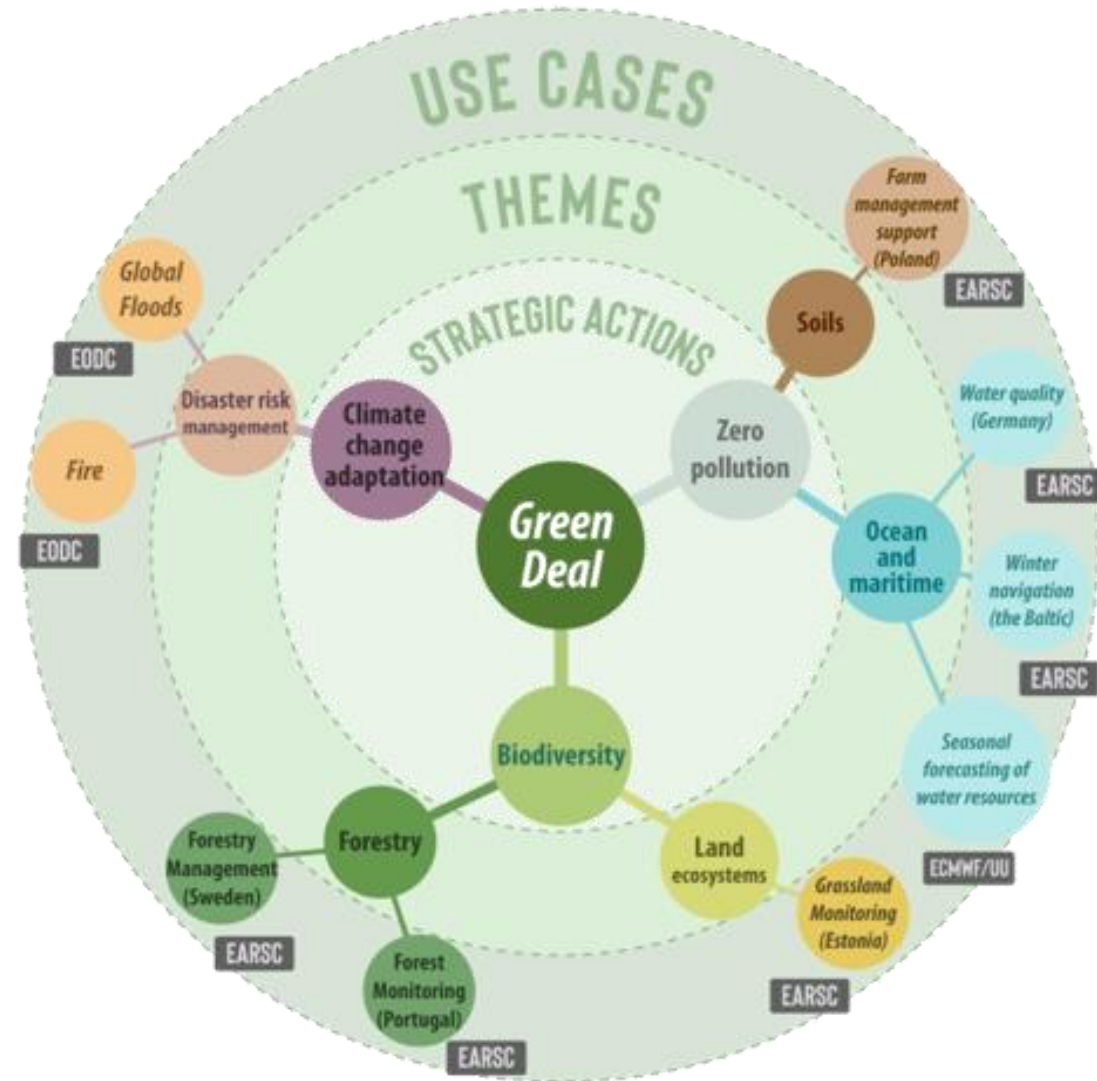 USE CASES
THEMES
STRATEGIC ACTIONS
Green
Deal
Climate
change
adaptation
Disaster risk
management
Global
Floods
EODC
Fire
EODC
Zero
pollution
Soils
Farm
management
support
(Poland)
EARSC
Ocean
and
maritime
Water quality
(Germany)
EARSC
Winter
navigation
(the Baltic)
EARSC
Seasonal
forecasting of
water resources
ECMWF/UU
Biodiversity
Forestry
Forestry
Management
(Sweden)
EARSC
Forest
Monitoring
(Portugal)
EARSC
Land
ecosystems
Grassland
Monitoring
(Estonia)
EARSC